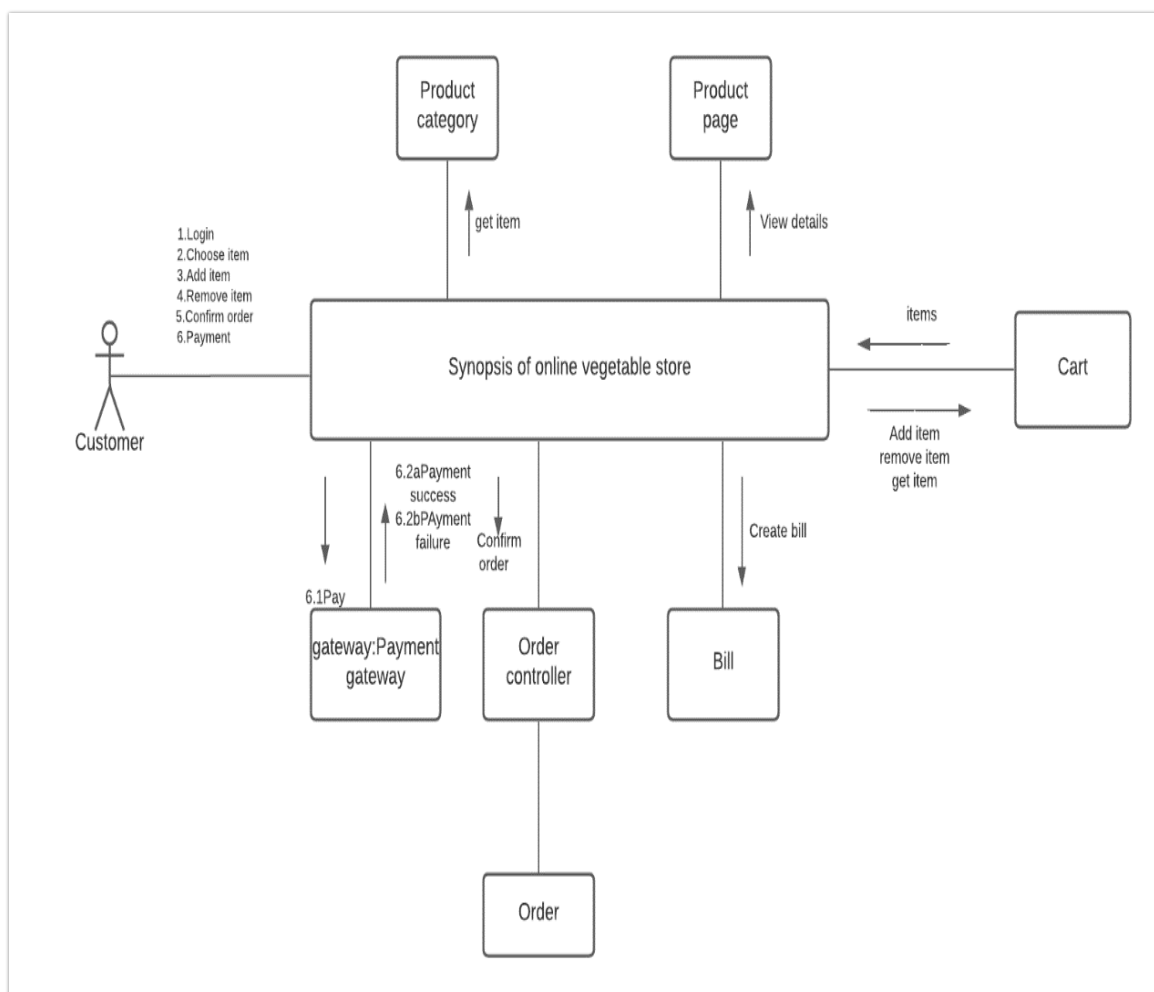 Product
category
Product
page
get item
View details
1.Login
2.Choose item
3.Add item
4.Remove item
5.Confirm order
6.Payment
items
Synopsis of online vegetable store
Cart
Customer
Add item
remove item
get item
6.2aPayment
success
6.2bPAyment
failure
Confirm
order
Create bill
6.1Pay
gateway:Payment
gateway
Order
controller
Bill
Order